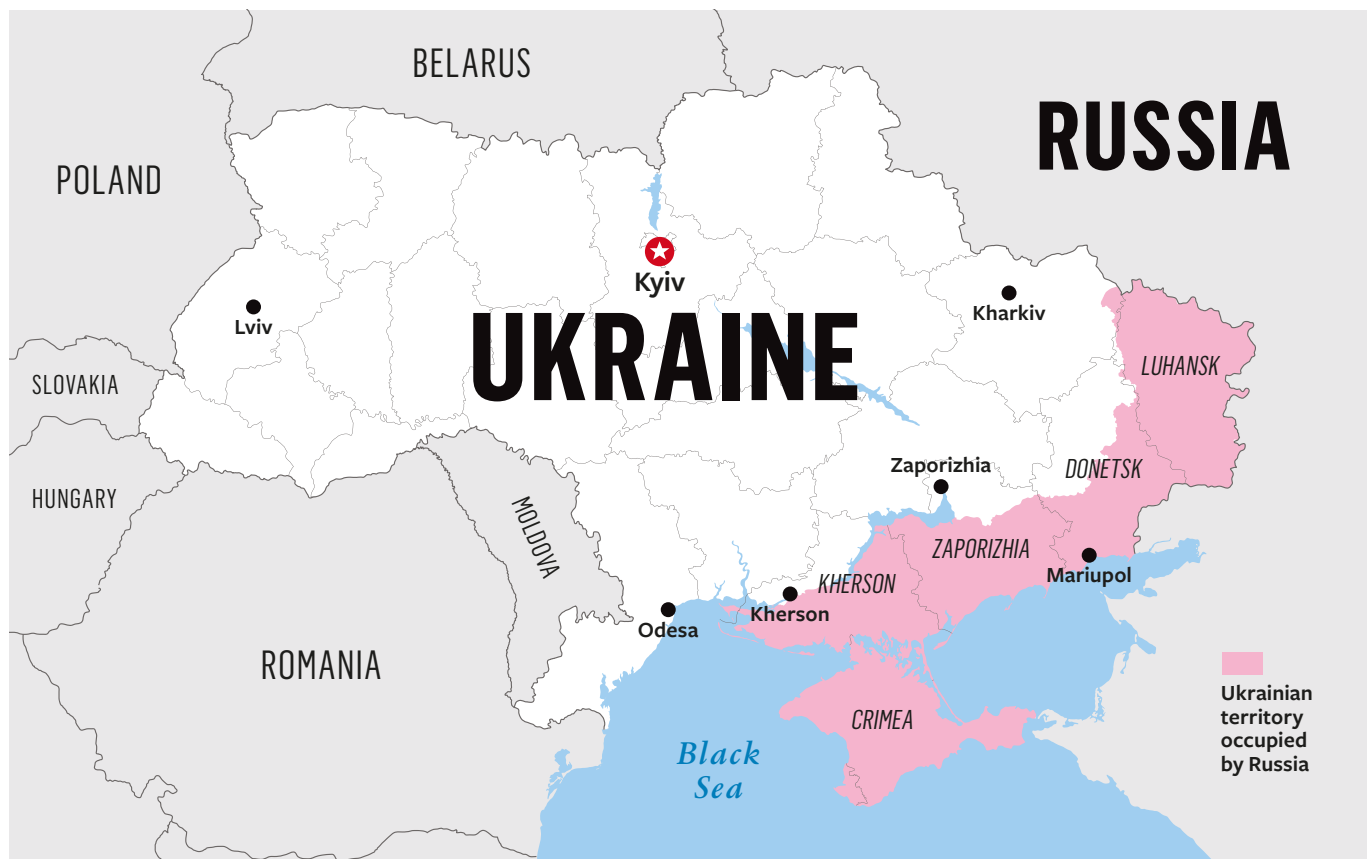 BELARUS
RUSSIA
POLAND
Kyiv
Lviv
Kharkiv
UKRAINE
SLOVAKIA
LUHANSK
Zaporizhia
DONETSK
HUNGARY
MOLDOVA
ZAPORIZHIA
Mariupol
KHERSON
Kherson
Odesa
ROMANIA
CRIMEA
Black
Sea
Ukrainian
territory
occupied
by Russia